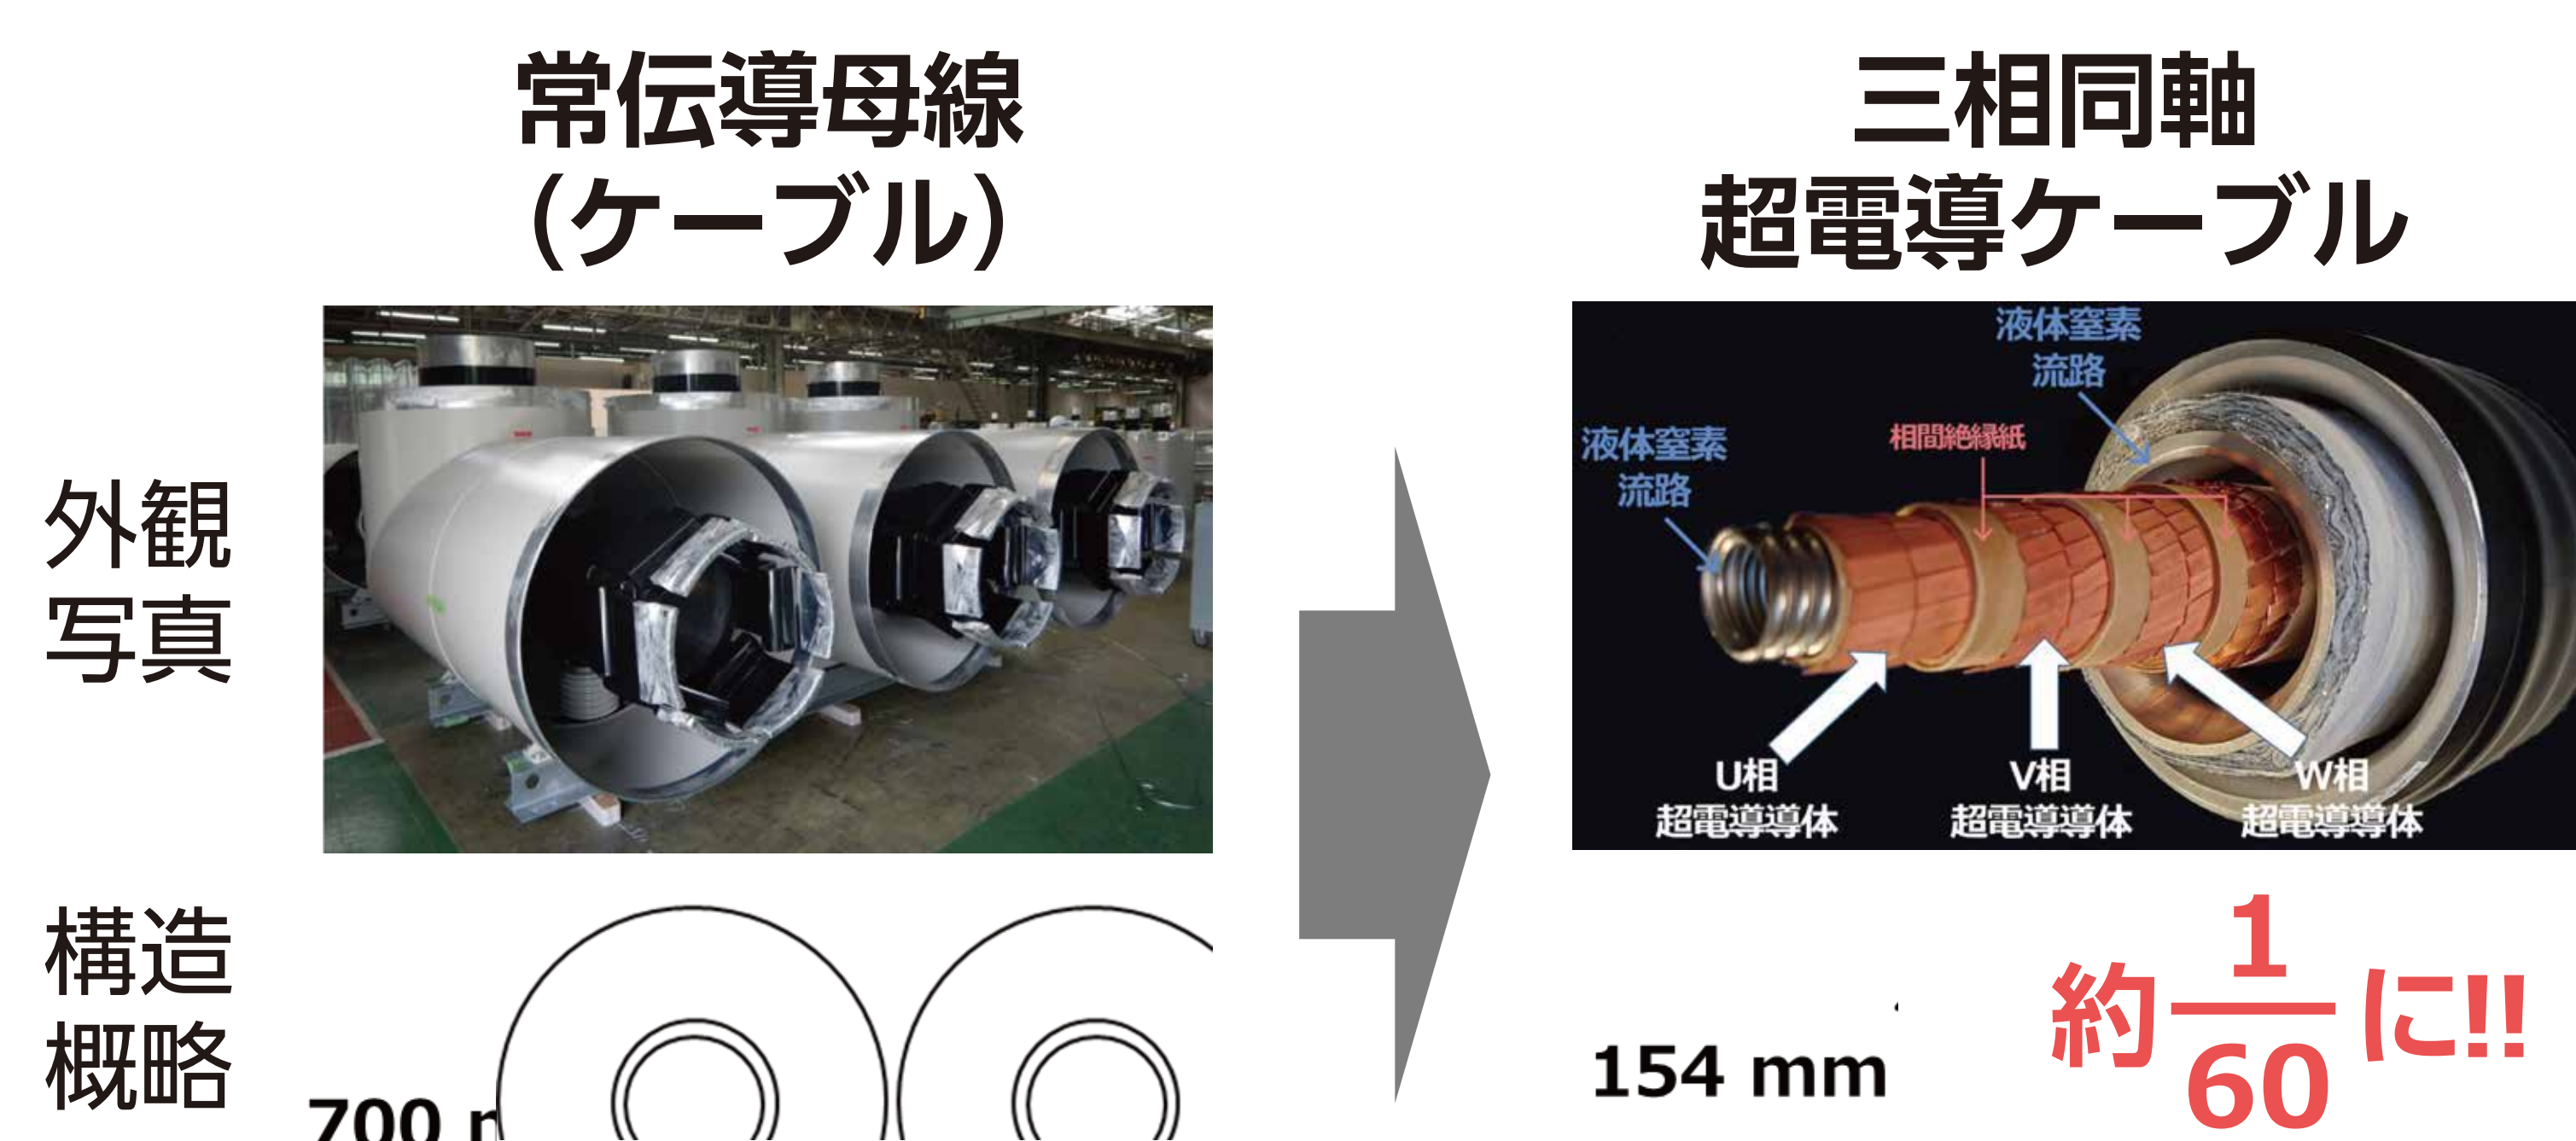 常伝導母線
(ケーブル)
三相同軸
超電導ケーブル
外観
写真
液体窒素
流路
液体窒素
流路
相間絶縁紙
U相
超電導導体
V相
超電導導体
W相
超電導導体
構造
概略
700
154 mm
約 1/60 に!!